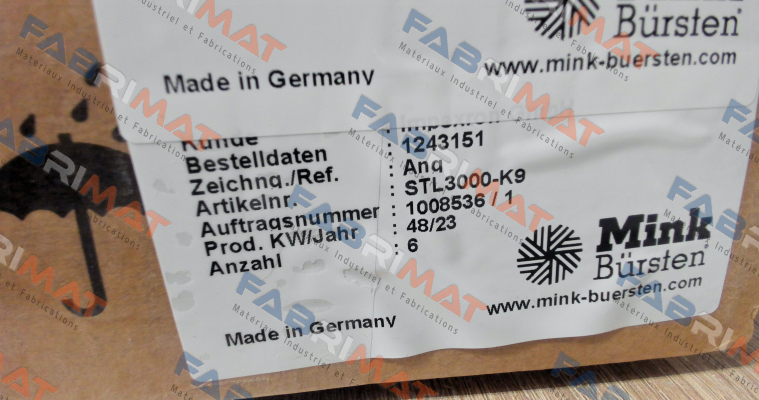 Mink
Bürsten
www.mink-buersten.com
Made in Germany
Kunde :
Bestelldaten : 1243151
Zeichng./Ref. : Ang
Artikelnr. : STL3000-K9
Auftragsnummer : 1008536 / 1
Prod. KW/Jahr : 48/23
Anzahl : 6
Mink
Bürsten
www.mink-buersten.com
Made in Germany
FABRIMAT
Materiaux Industriel et Fabrications